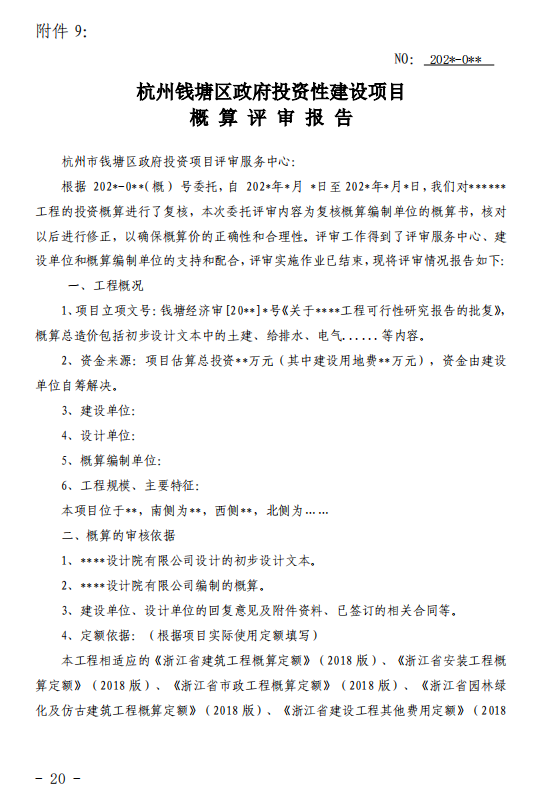 附件 9:
NO: 202*-0**
杭州钱塘区政府投资性建设项目
概 算 评 审 报 告
杭州市钱塘区政府投资项目评审服务中心:
根据 202*-0**(概) 号委托,自 202*年*月 *日至 202*年*月*日,我们对******
工程的投资概算进行了复核,本次委托评审内容为复核概算编制单位的概算书,核对
以后进行修正,以确保概算价的正确性和合理性。评审工作得到了评审服务中心、建
设单位和概算编制单位的支持和配合,评审实施作业已结束,现将评审情况报告如下:
一、工程概况
1、项目立项文号:钱塘经济审[20**]*号《关于****工程可行性研究报告的批复》,
概算总造价包括初步设计文本中的土建、给排水、电气......等内容。
2、资金来源:项目估算总投资**万元(其中建设用地费**万元),资金由建设
单位自筹解决。
3、建设单位:
4、设计单位:
5、概算编制单位:
6、工程规模、主要特征:
本项目位于**,南侧为**,西侧**,北侧为……
二、概算的审核依据
1、****设计院有限公司设计的初步设计文本。
2、****设计院有限公司编制的概算。
3、建设单位、设计单位的回复意见及附件资料、已签订的相关合同等。
4、定额依据:(根据项目实际使用定额填写)
本工程相适应的《浙江省建筑工程概算定额》(2018 版)、《浙江省安装工程概
算定额》(2018 版)、《浙江省市政工程概算定额》(2018 版)、《浙江省园林绿
化及仿古建筑工程概算定额》(2018 版)、《浙江省建设工程其他费用定额》(2018
- 20 -